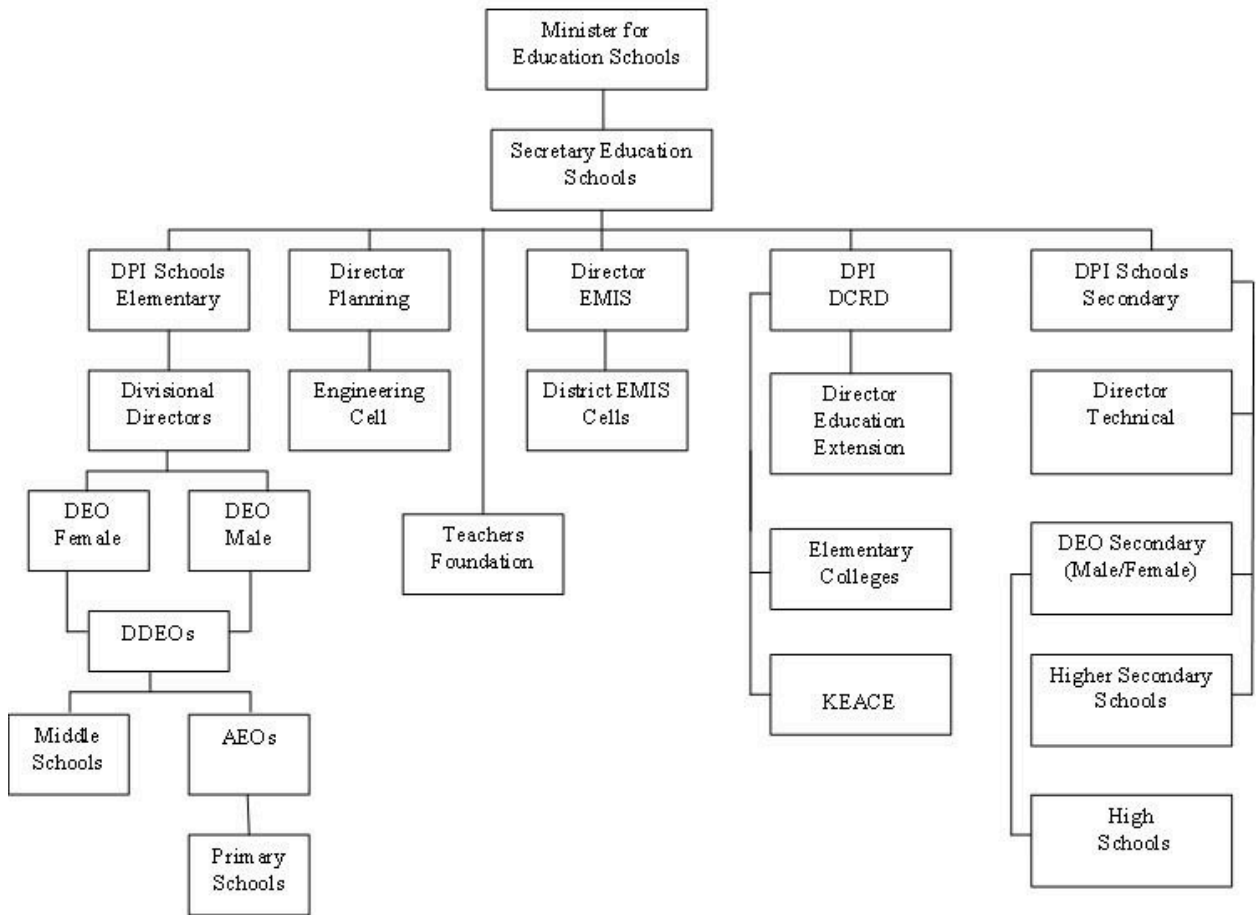 Minister for
Education Schools
Secretary Education
Schools
DPI Schools
Elementary
Director
Planning
Director
EMIS
DPI
DCRD
DPI Schools
Secondary
Divisional
Directors
Engineering
Cell
District EMIS
Cells
Director
Education
Extension
Director
Technical
DEO
Female
DEO
Male
Teachers
Foundation
Elementary
Colleges
DEO Secondary
(Male/Female)
DDEOs
Middle
Schools
AEOs
KEACE
Higher Secondary
Schools
Primary
Schools
High
Schools